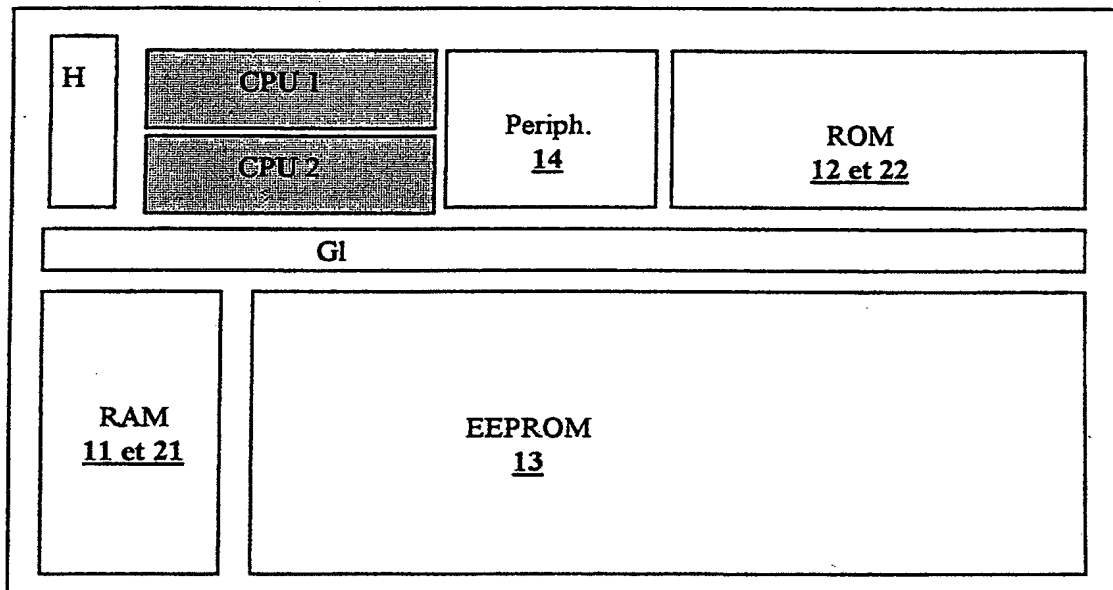 H
CPU 1
CPU 2
Periph.
14
ROM
12 et 22
Gl
RAM
11 et 21
EEPROM
13